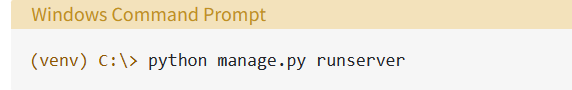 Windows Command Prompt
(venv) C:\> python manage.py runserver